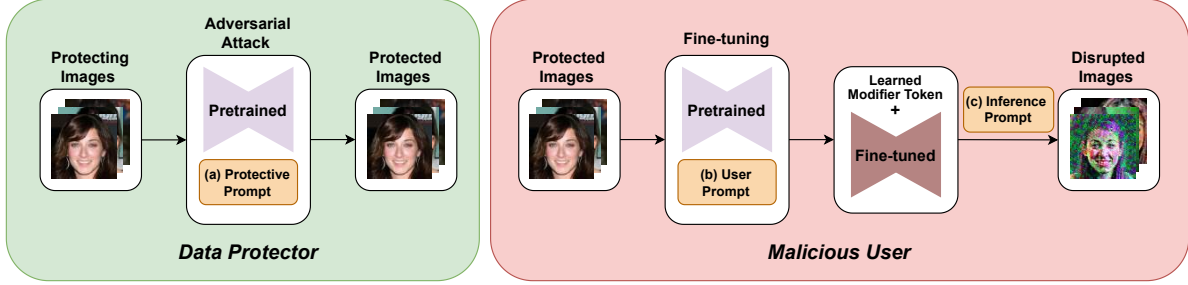 Protecting
Images
Adversarial
Attack
Pretrained
(a) Protective
Prompt
Protected
Images
Data Protector
Protected
Images
Fine-tuning
Pretrained
(b) User
Prompt
Learned
Modifier Token
+
Fine-tuned
(c) Inference
Prompt
Disrupted
Images
Malicious User